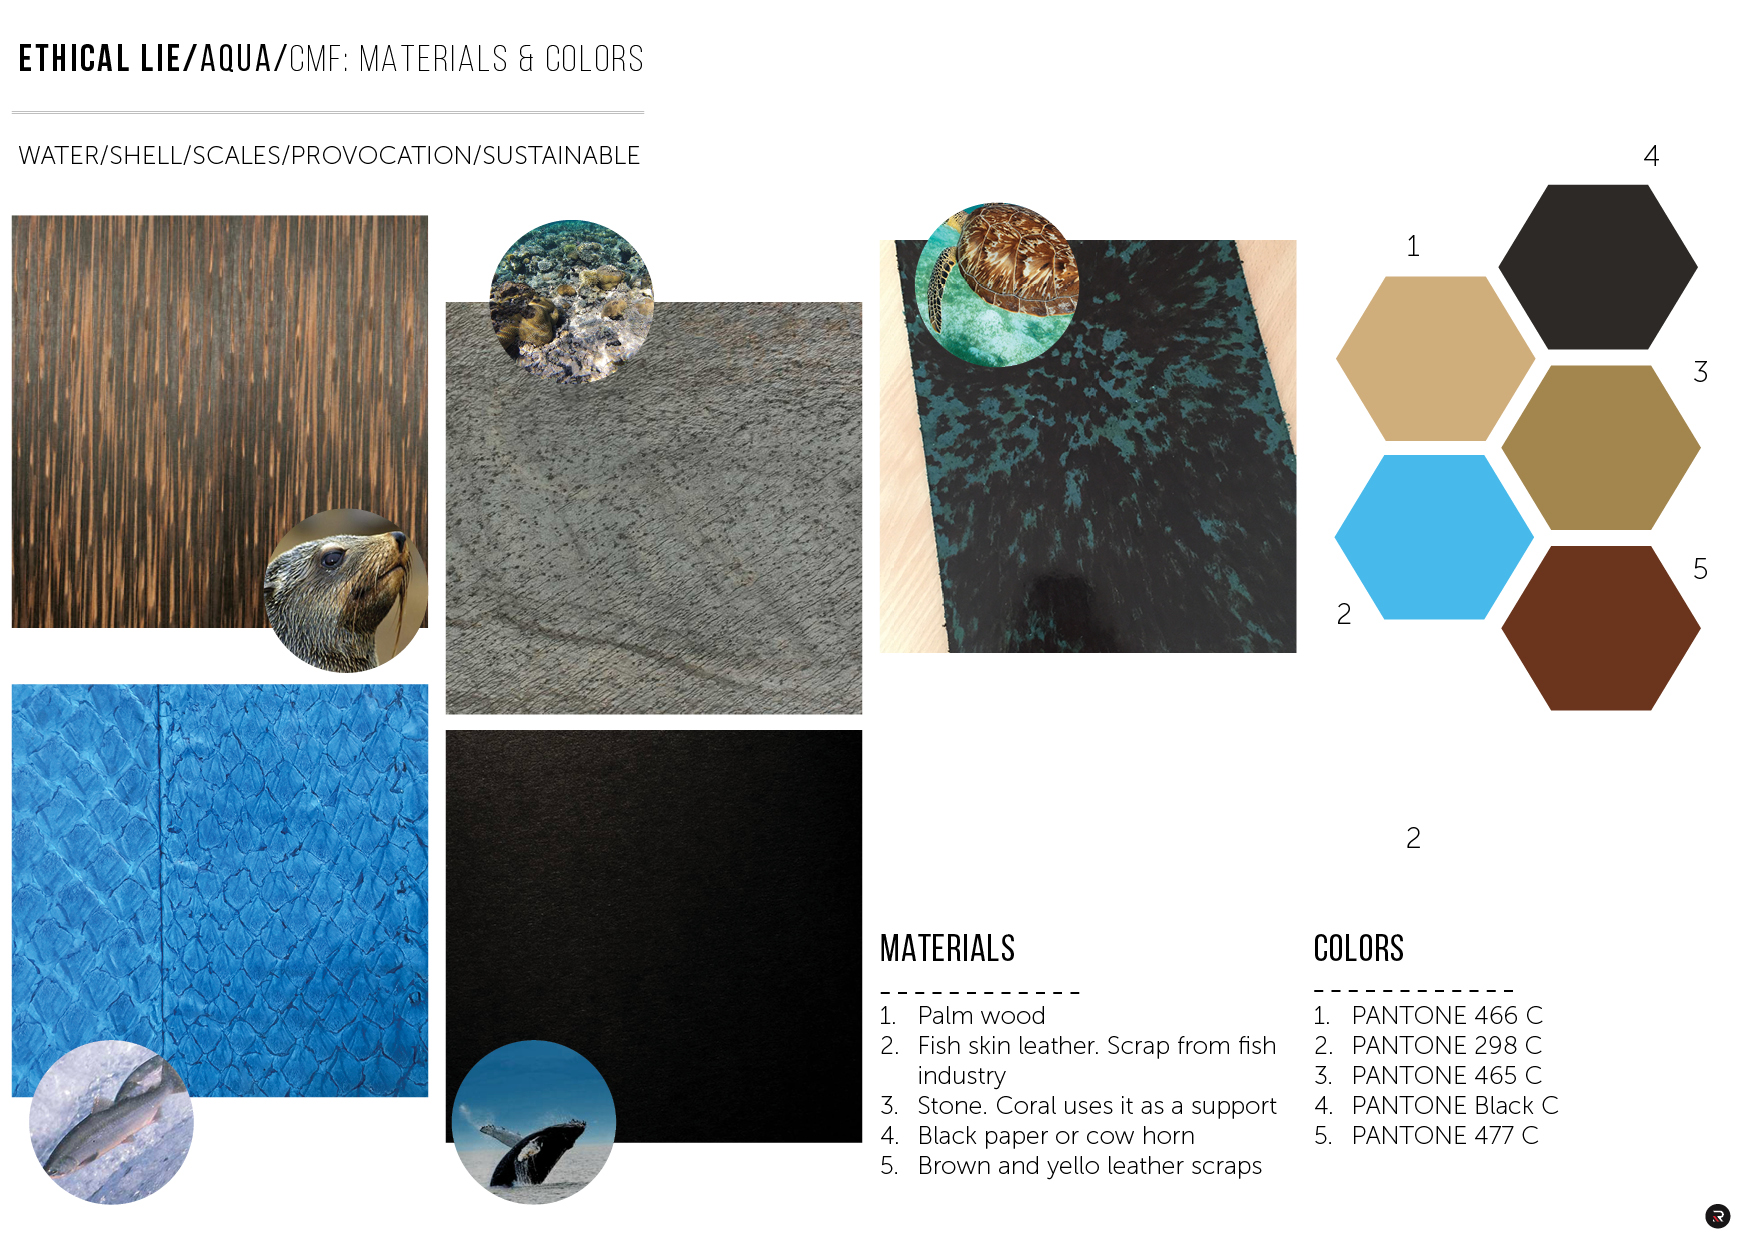 ETHICAL LIE/AQUA/CMF: MATERIALS & COLORS
WATER/SHELL/SCALES/PROVOCATION/SUSTAINABLE
4
1
3
5
2
2
MATERIALS
1. Palm wood
2. Fish skin leather. Scrap from fish
industry
3. Stone. Coral uses it as a support
4. Black paper or cow horn
5. Brown and yello leather scraps
COLORS
1. PANTONE 466 C
2. PANTONE 298 C
3. PANTONE 465 C
4. PANTONE Black C
5. PANTONE 477 C
R